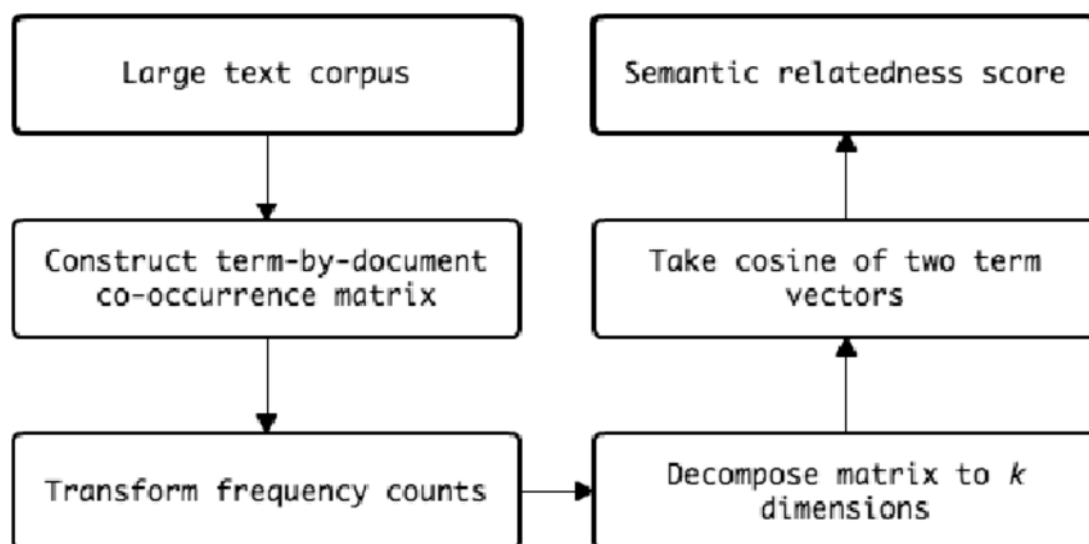 Large text corpus
Construct term-by-document
co-occurrence matrix
Transform frequency counts
Decompose matrix to k
dimensions
Take cosine of two term
vectors
Semantic relatedness score